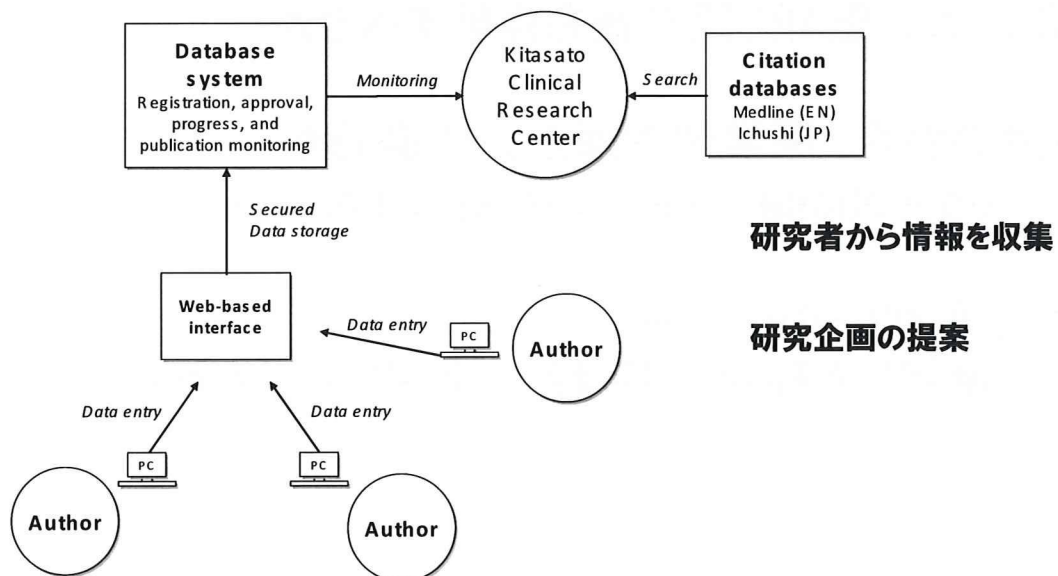 Database
system
Registration, approval,
progress, and
publication monitoring
Monitoring
Kitasato
Clinical
Research
Center
Search
Citation
databases
Medline (EN)
Ichushi (JP)
Secured
Data storage
研究者から情報を収集
Web-based
interface
Data entry
PC
Author
研究企画の提案
Data entry
Data entry
PC
PC
Author
Author